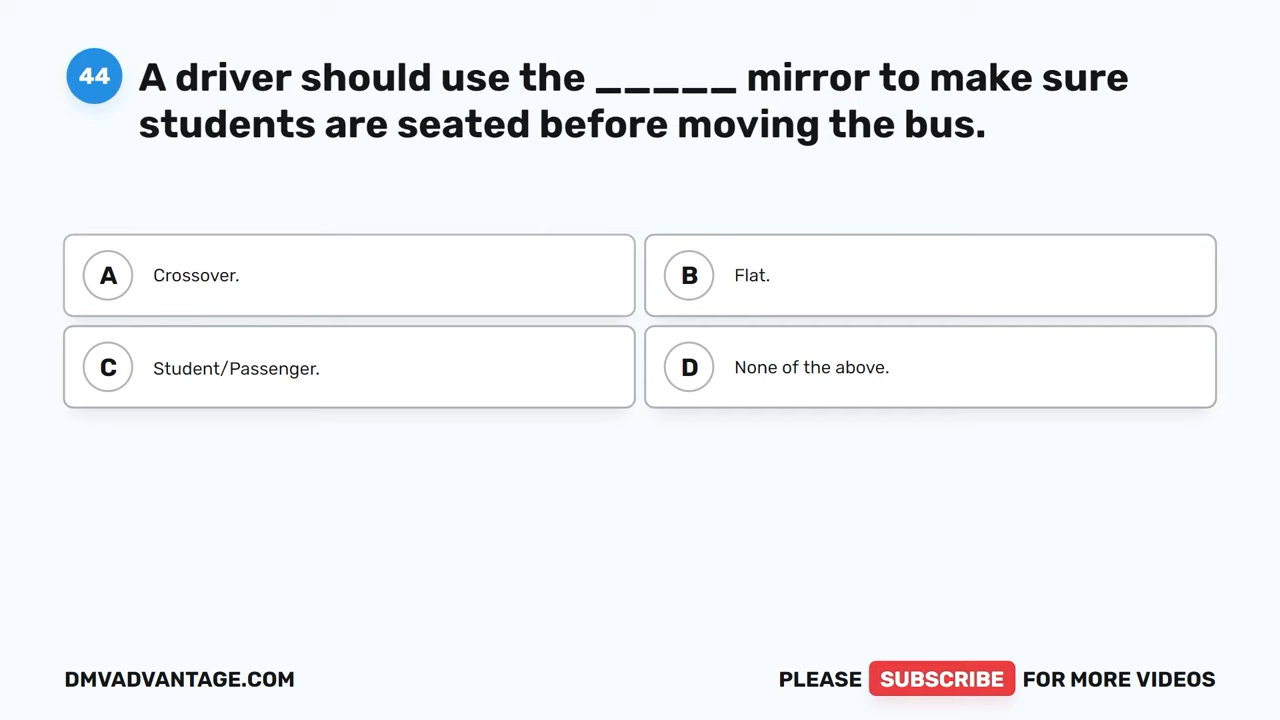 44
A driver should use the _____ mirror to make sure
students are seated before moving the bus.
A Crossover.
B Flat.
C Student/Passenger.
D None of the above.
DMVADVANTAGE.COM
PLEASE SUBSCRIBE FOR MORE VIDEOS